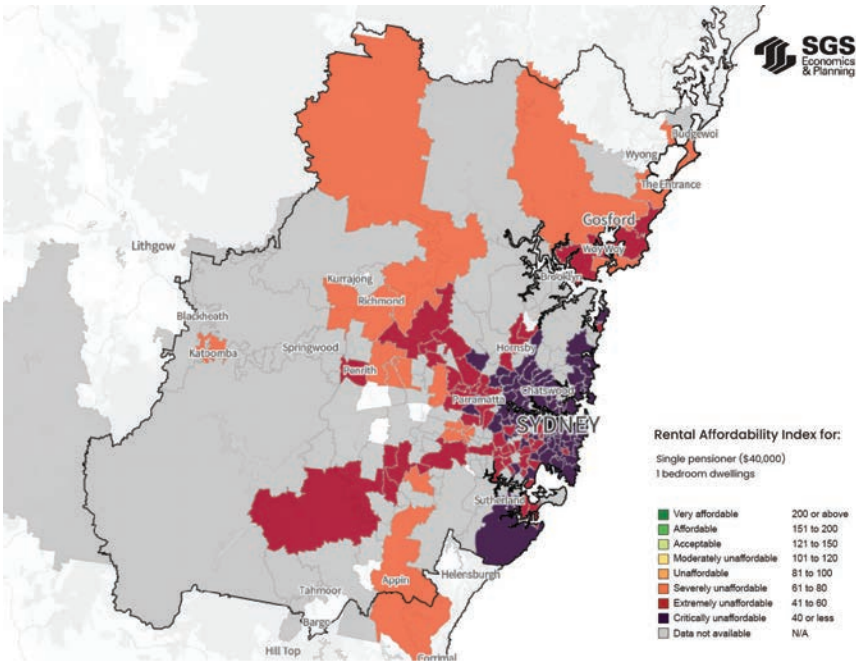 SGS
Economics
& Planning
Budgewoi
Wyong
The Entrance
Gosford
Woy Woy
Lithgow
Brooklyn
Kurrajong
Richmond
Blackheath
Katoomba
Springwood
Hornsby
Penrith
Chatswood
Parramatta
SYDNEY
Sutherland
Helensburgh
Appin
Tahmoor
Bargo
Hill Top
Corrimal
Rental Affordability Index for:
Single pensioner ($40,000)
1 bedroom dwellings
Very affordable 200 or above
Affordable 151 to 200
Acceptable 121 to 150
Moderately unaffordable 101 to 120
Unaffordable 81 to 100
Severely unaffordable 61 to 80
Extremely unaffordable 41 to 60
Critically unaffordable 40 or less
Data not available N/A